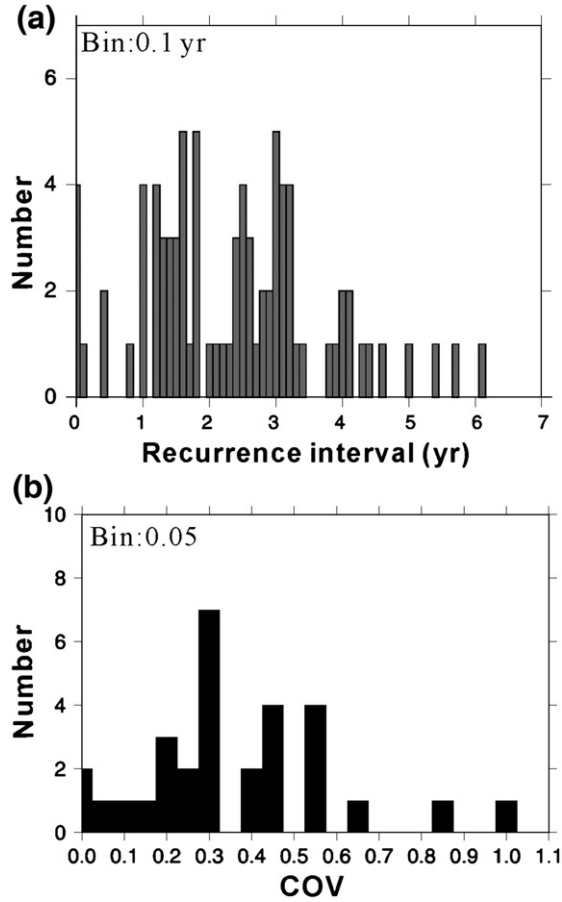 (a)
Bin:0.1 yr
6
4
2
0
Number
0 1 2 3 4 5 6 7
Recurrence interval (yr)
(b)
Bin:0.05
10
8
6
4
2
0
Number
0.0 0.1 0.2 0.3 0.4 0.5 0.6 0.7 0.8 0.9 1.0 1.1
COV